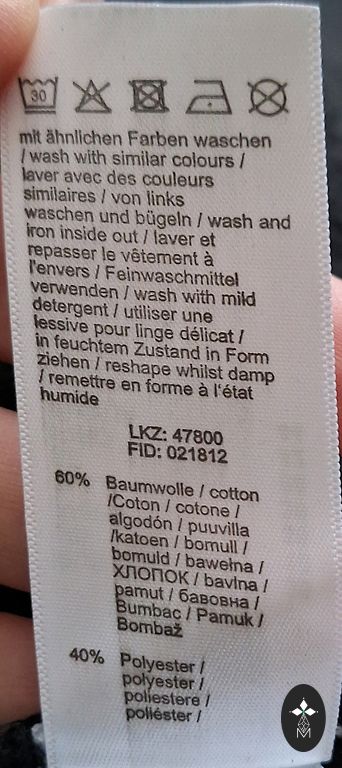 30
mit ähnlichen Farben waschen
/ wash with similar colours /
laver avec des couleurs
similaires / von links
waschen und bügeln / wash and
iron inside out / laver et
repasser le vêtement à
l'envers / Feinwaschmittel
verwenden / wash with mild
detergent / utiliser une
lessive pour linge délicat /
in feuchtem Zustand in Form
ziehen / reshape whilst damp
/ remettre en forme à l'état
humide
LKZ: 47800
FID: 021812
60% Baumwolle / cotton
/Coton / cotone /
algodón / puuvilla
/katoen / bomull /
bomuld / bawełna /
ХЛОПОК / bavlna /
pamut / бавовна /
Bumbac / Pamuk /
Bombaž
40% Polyester /
polyester /
poliestere /
poliéster /
M